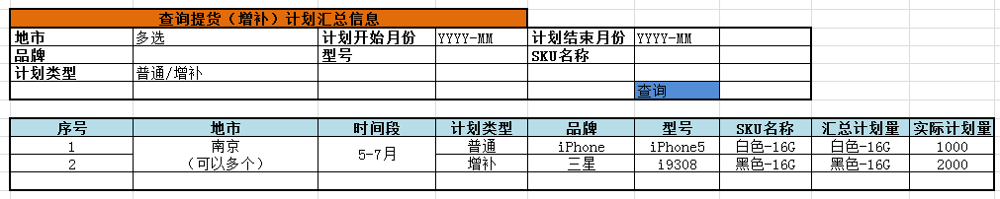 查询提货（增补）计划汇总信息
地市 多选 计划开始月份 YYYY-MM 计划结束月份 YYYY-MM
品牌 型号 SKU名称
计划类型 普通/增补
查询
序号 地市 时间段 计划类型 品牌 型号 SKU名称 汇总计划量 实际计划量
1 南京 5-7月 普通 iPhone iPhone5 白色-16G 白色-16G 1000
2 （可以多个） 增补 三星 i9308 黑色-16G 黑色-16G 2000